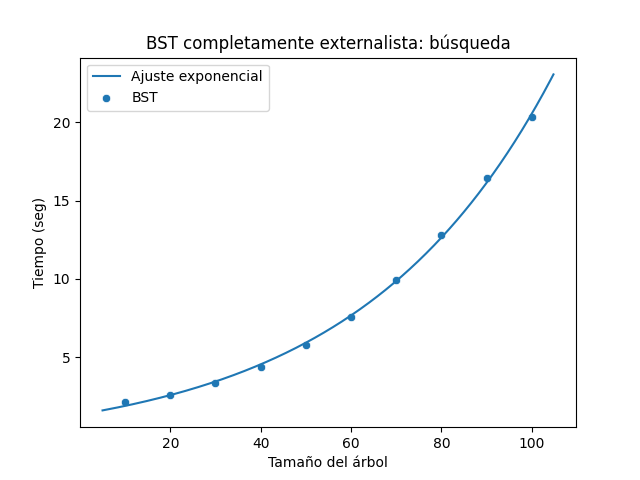 BST completamente externalista: búsqueda
Ajuste exponencial
BST
Tiempo (seg)
20
15
10
5
20 40 60 80 100
Tamaño del árbol